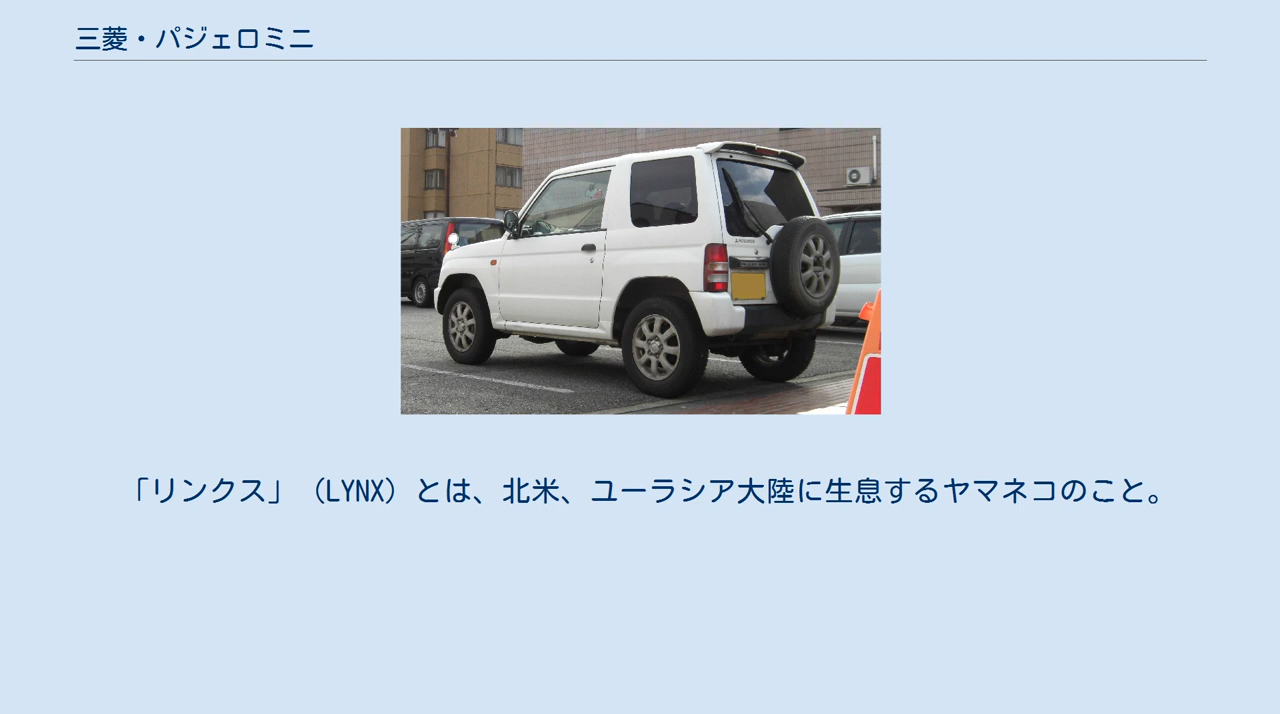 三菱・パジェロミニ
「リンクス」（LYNX）とは、北米、ユーラシア大陸に生息するヤマネコのこと。